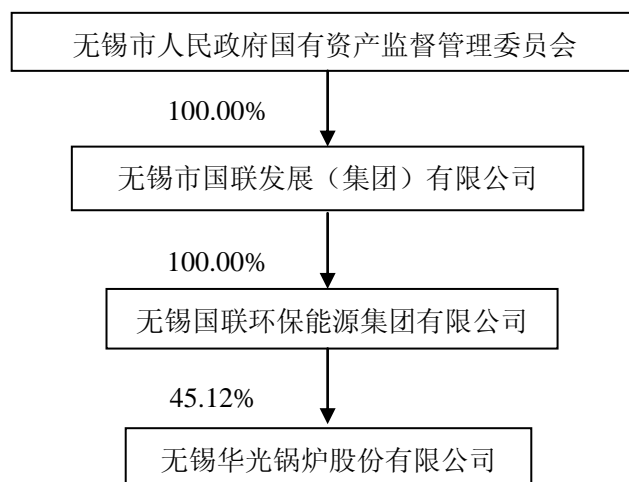 无锡市人民政府国有资产监督管理委员会
100.00%
无锡市国联发展（集团）有限公司
100.00%
无锡国联环保能源集团有限公司
45.12%
无锡华光锅炉股份有限公司